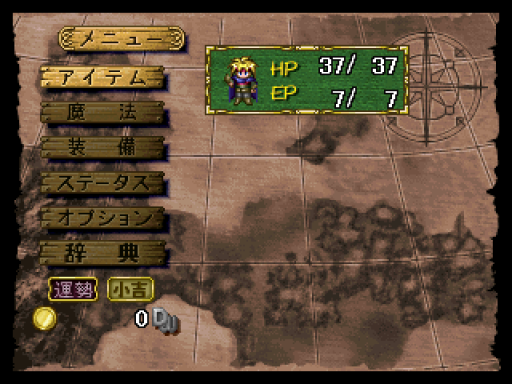 メニュー
アイテム
魔法
装備
ステータス
オプション
辞典
HP 37/ 37
EP 7/ 7
運勢 小吉
0